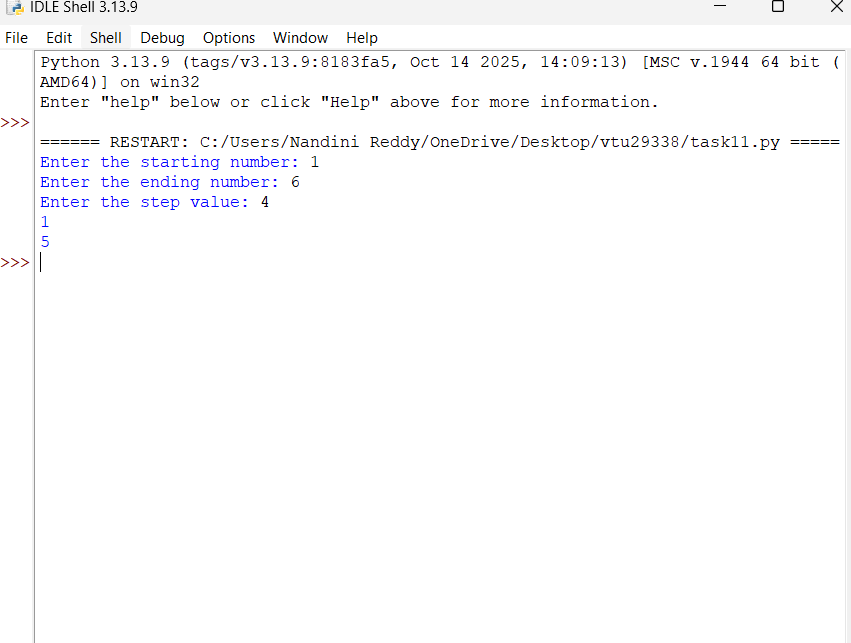 IDLE Shell 3.13.9
File Edit Shell Debug Options Window Help
Python 3.13.9 (tags/v3.13.9:8183fa5, Oct 14 2025, 14:09:13) [MSC v.1944 64 bit (
AMD64)] on win32
Enter "help" below or click "Help" above for more information.
>>>
====== RESTART: C:/Users/Nandini Reddy/OneDrive/Desktop/vtu29338/task11.py =====
Enter the starting number: 1
Enter the ending number: 6
Enter the step value: 4
1
5
>>>